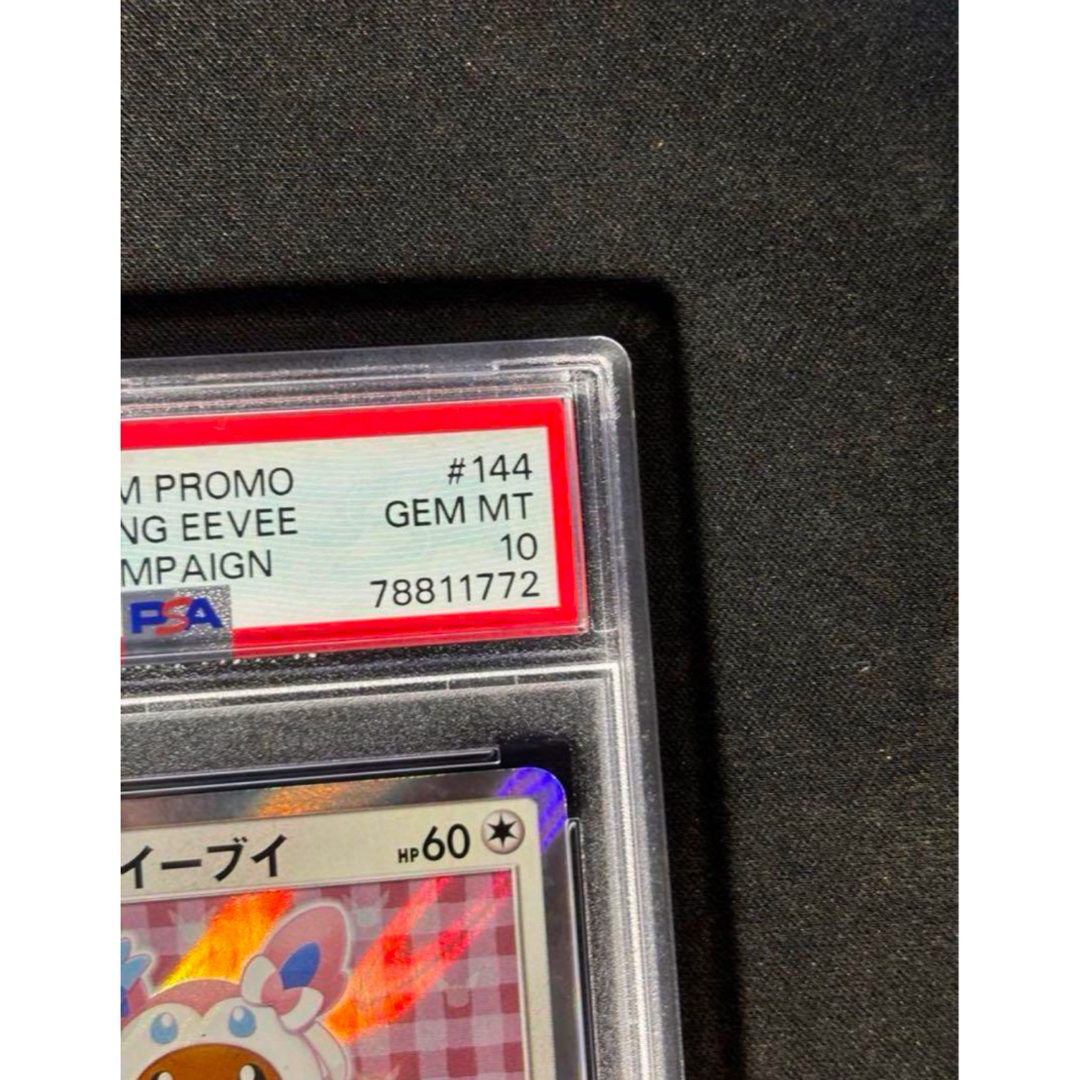 M PROMO #144
NG EEVEE GEM MT
MPAIGN 10
PSA 78811772
イーブイ HP60